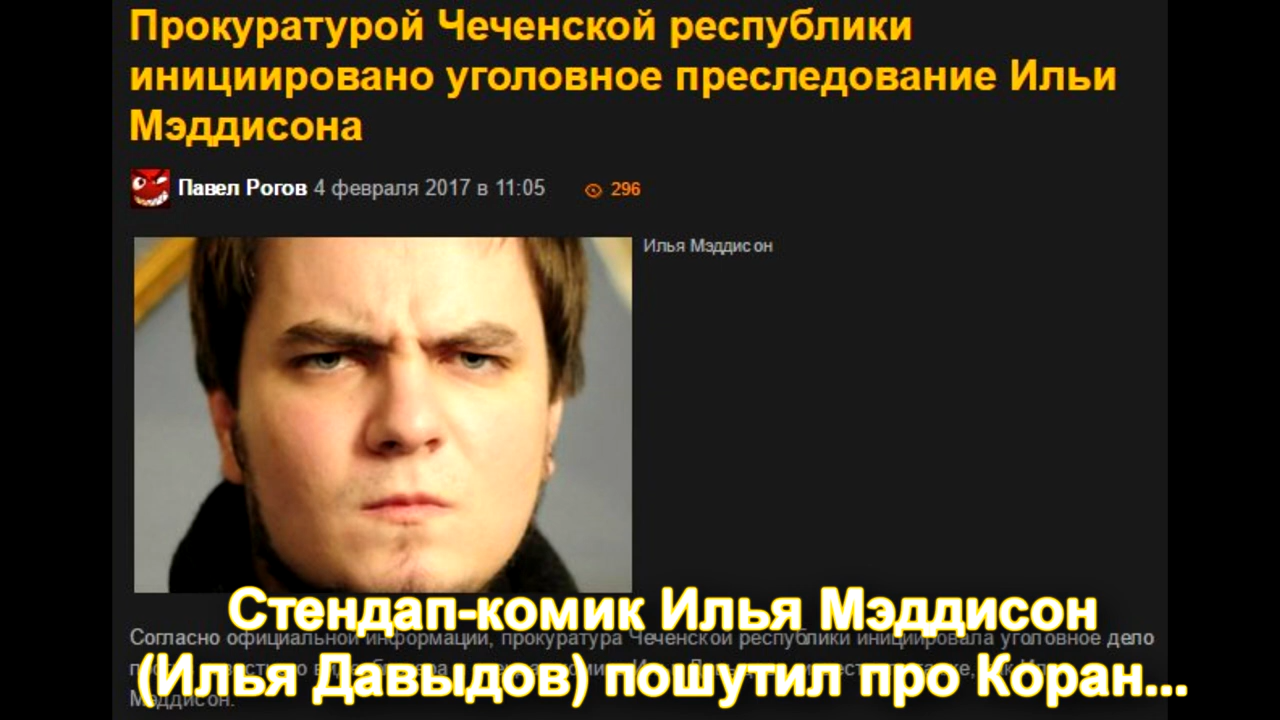 Прокуратурой Чеченской республики
инициировано уголовное преследование Ильи
Мэддисона
Павел Рогов 4 февраля 2017 в 11:05 296
Илья Мэддисон
Стендап-комик Илья Мэддисон
Согласно официальной информации, прокуратура Чеченской республики инициировала уголовное дело
(Илья Давыдов) пошутил про Коран...
Мэддисон.